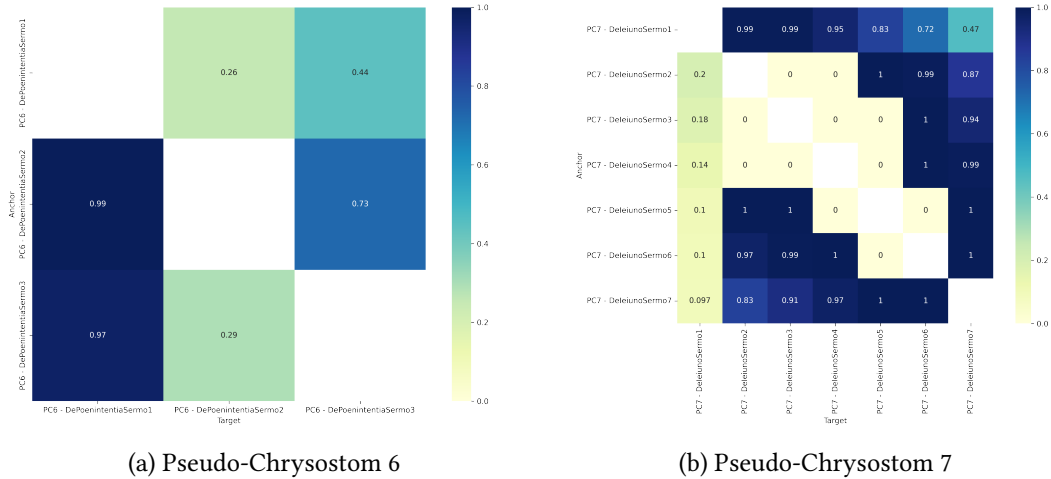 PC6 - DePoenintentiaSermo1
PC6 - DePoenintentiaSermo2
PC6 - DePoenintentiaSermo3
Anchor
0.26 0.44
0.99 0.73
0.97 0.29
PC6 - DePoenintentiaSermo1 PC6 - DePoenintentiaSermo2 PC6 - DePoenintentiaSermo3
Target
1.0
0.8
0.6
0.4
0.2
0.0
(a) Pseudo-Chrysostom 6
Anchor
PC7 - DeIeiunoSermo1 0.99 0.99 0.95 0.83 0.72 0.47
PC7 - DeIeiunoSermo2 0.2 0 0 1 0.99 0.87
PC7 - DeIeiunoSermo3 0.18 0 0 0 1 0.94
PC7 - DeIeiunoSermo4 0.14 0 0 0 1 0.99
PC7 - DeIeiunoSermo5 0.1 1 1 0 0 1
PC7 - DeIeiunoSermo6 0.1 0.97 0.99 1 0 1
PC7 - DeIeiunoSermo7 0.097 0.83 0.91 0.97 1 1
PC7 - DeIeiunoSermo1
PC7 - DeIeiunoSermo2
PC7 - DeIeiunoSermo3
PC7 - DeIeiunoSermo4
PC7 - DeIeiunoSermo5
PC7 - DeIeiunoSermo6
PC7 - DeIeiunoSermo7
Target
1.0
0.8
0.6
0.4
0.2
0.0
(b) Pseudo-Chrysostom 7